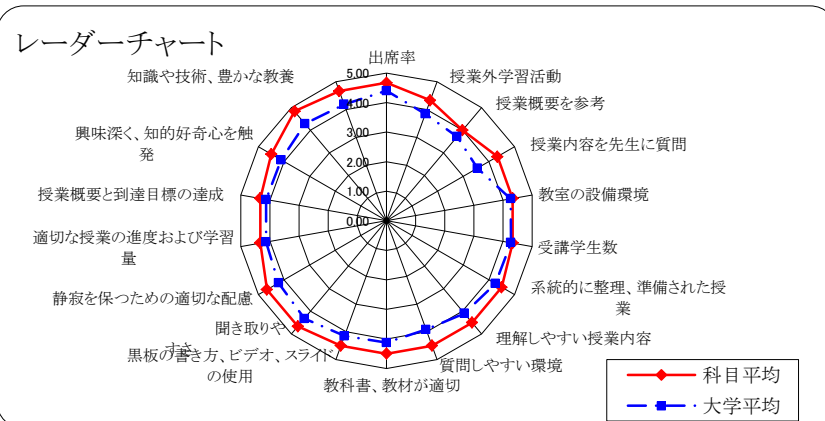 レーダーチャート
出席率
授業外学習活動
授業概要を参考
授業内容を先生に質問
教室の設備環境
受講学生数
系統的に整理、準備された授
業
理解しやすい授業内容
質問しやすい環境
教科書、教材が適切
黒板の書き方、ビデオ、スライド
の使用
聞き取りや
すさ
静寂を保つための適切な配慮
適切な授業の進度および学習
量
授業概要と到達目標の達成
興味深く、知的好奇心を触
発
知識や技術、豊かな教養
5.00
4.00
3.00
2.00
1.00
0.00
科目平均
大学平均